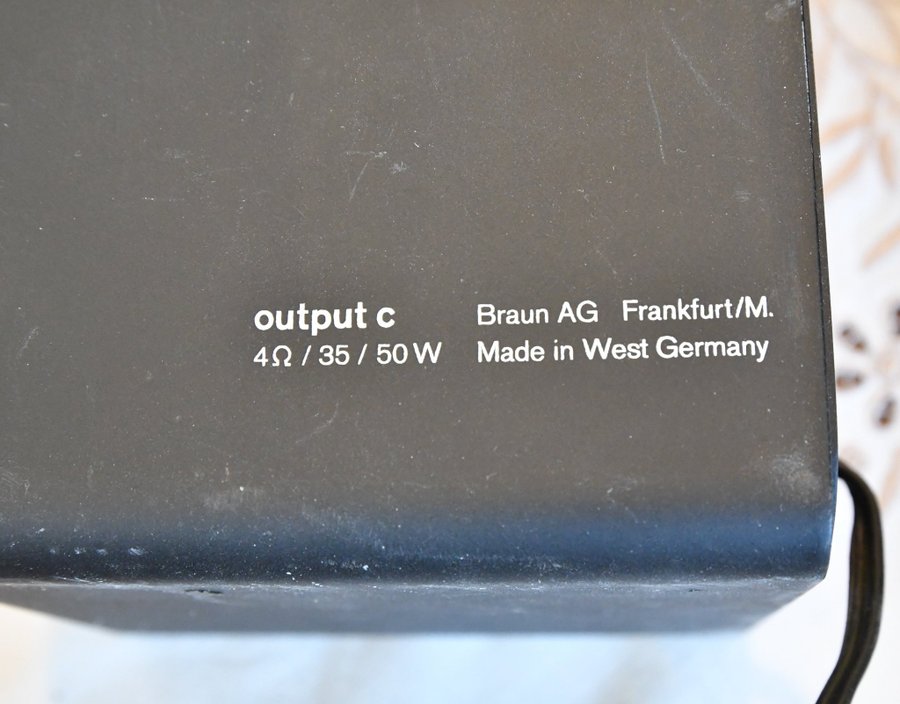 output c
4Ω / 35 / 50 W
Braun AG Frankfurt/M.
Made in West Germany